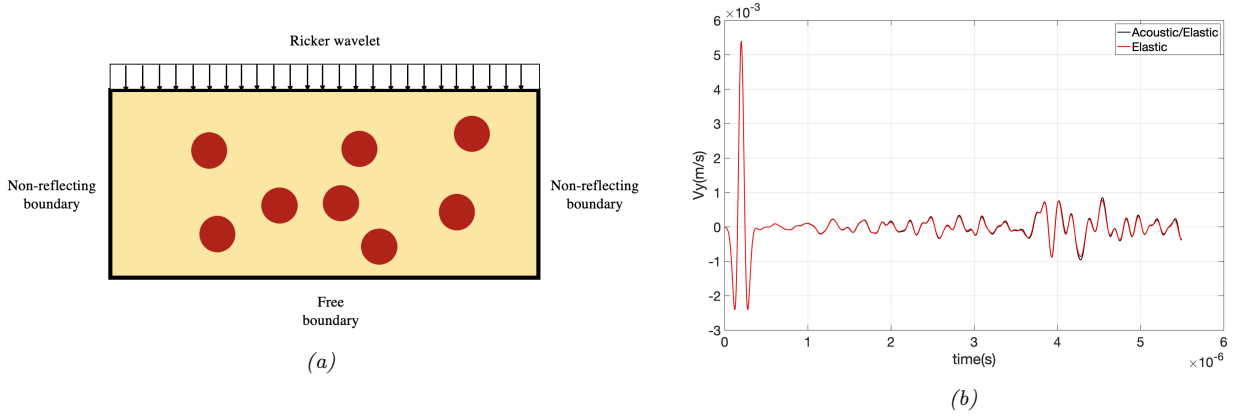 Ricker wavelet
Non-reflecting
boundary
Non-reflecting
boundary
Free
boundary
(a)
×10⁻³
6
5
4
3
2
1
0
-1
-2
-3
Vy(m/s)
Acoustic/Elastic
Elastic
0 1 2 3 4 5 6
time(s)
×10⁻⁶
(b)